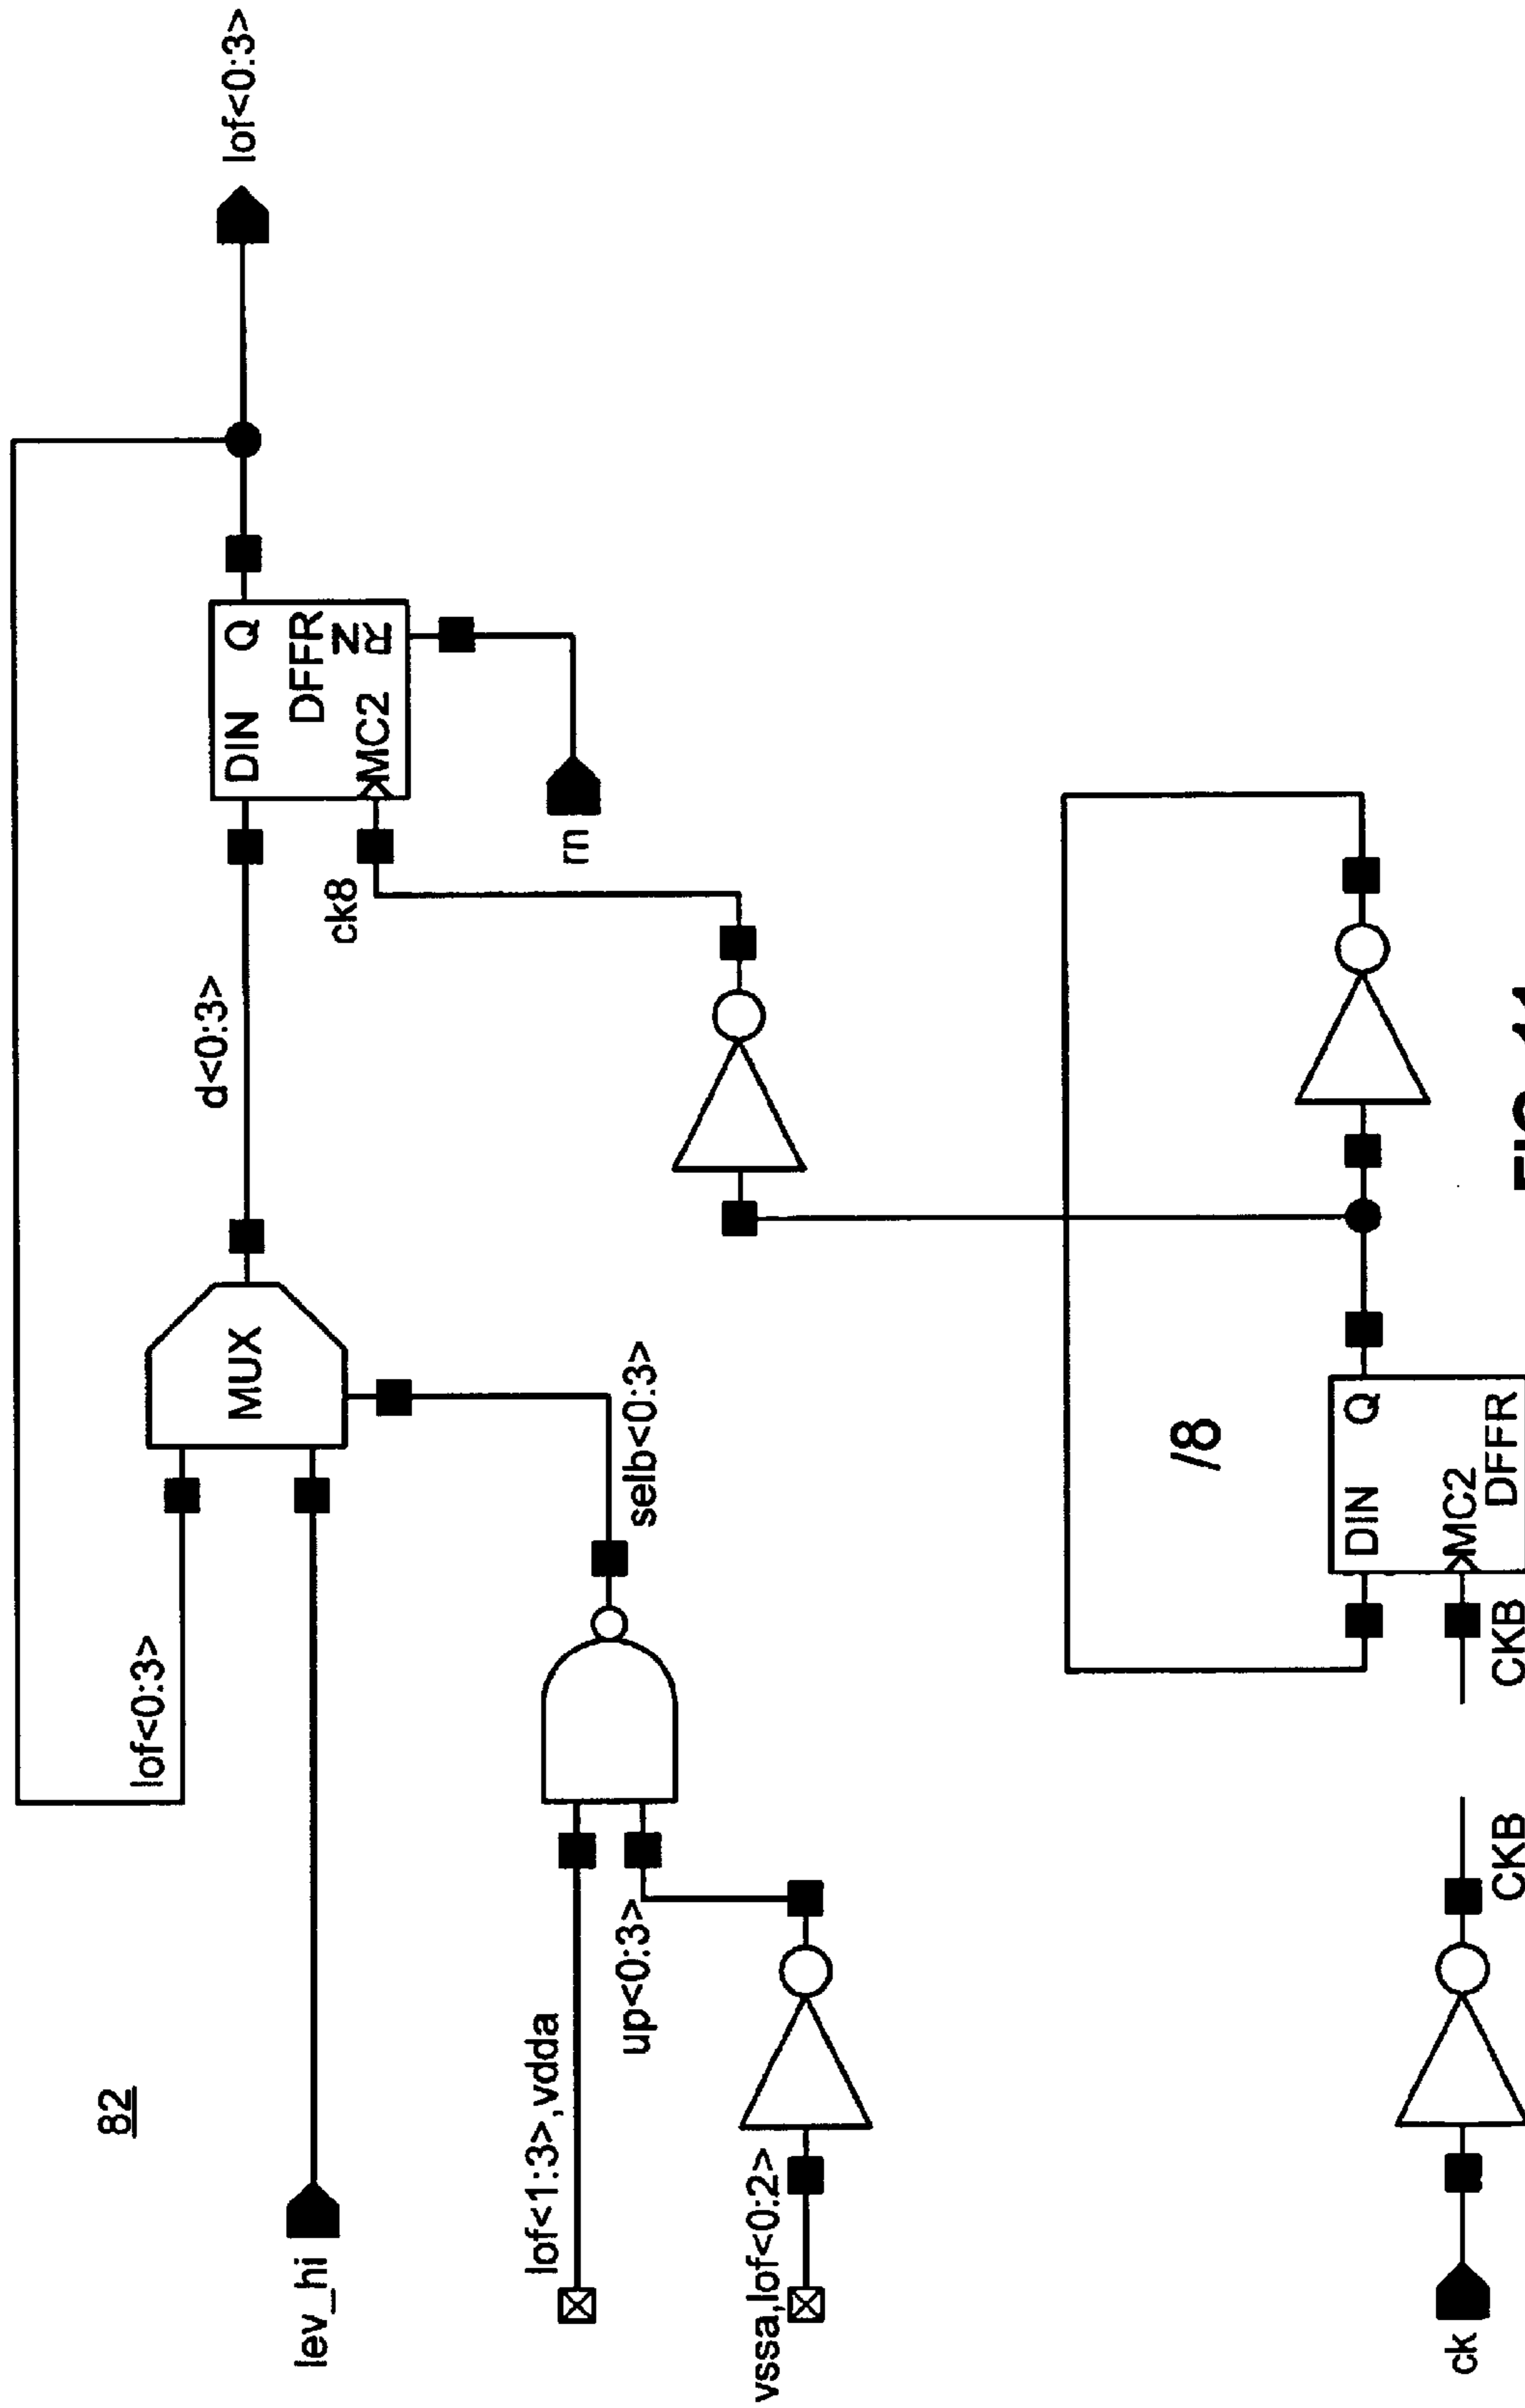 82
lof<0:3>
lof<0:3>
lev_hi
MUX
d<0:3>
DIN Q
DFFR
MC2 RN
ck8
rn
lof<1:3>,vdda
up<0:3>
selb<0:3>
vssa,lof<0:2>
/8
DIN Q
MC2
DFFR
ck
CKB
CKB